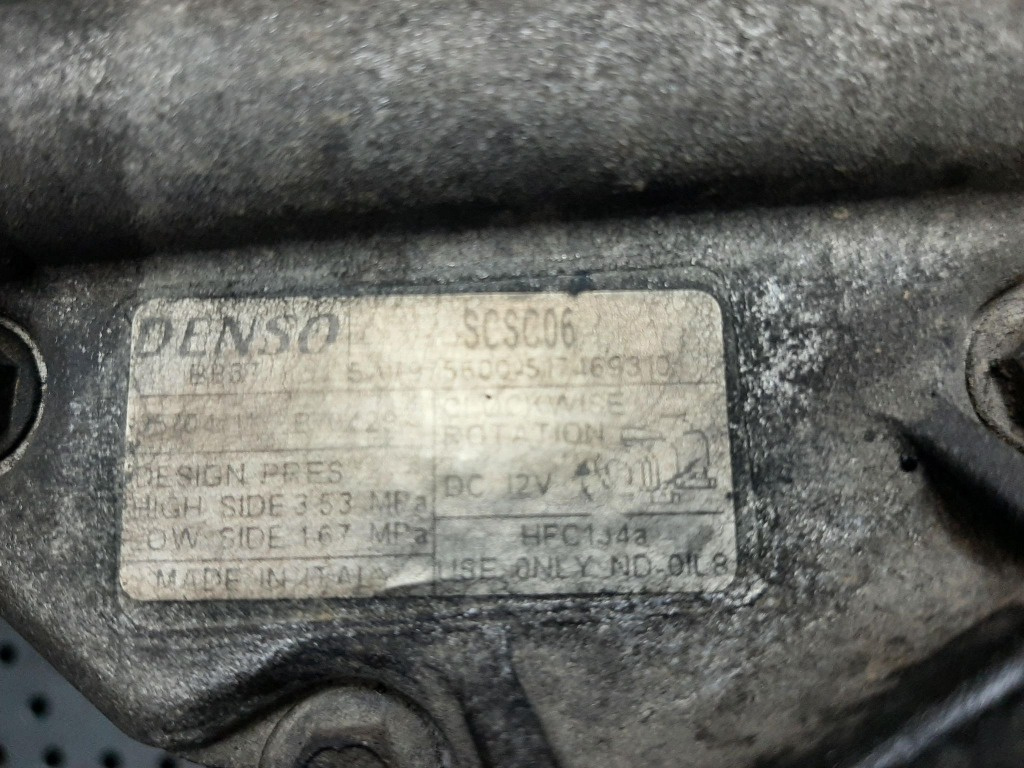 DENSO SCSC06
CLOCKWISE
ROTATION
DESIGN PRES
HIGH SIDE 3.53 MPa
LOW SIDE 1.67 MPa
DC 12V
HFC134a
MADE IN ITALY
USE ONLY ND-OIL8